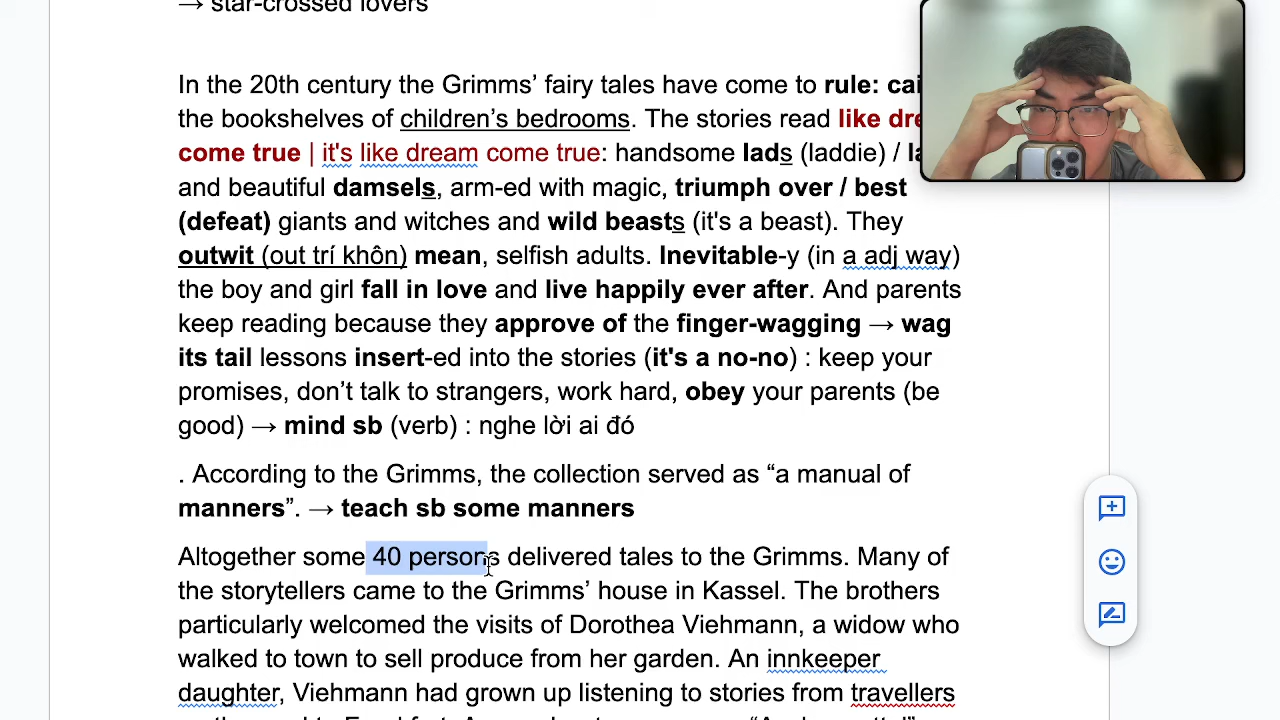 → star-crossed lovers
In the 20th century the Grimms’ fairy tales have come to rule: cai
the bookshelves of children’s bedrooms. The stories read like dre
come true | it's like dream come true: handsome lads (laddie) / la
and beautiful damsels, arm-ed with magic, triumph over / best
(defeat) giants and witches and wild beasts (it's a beast). They
outwit (out trí khôn) mean, selfish adults. Inevitable-y (in a adj way)
the boy and girl fall in love and live happily ever after. And parents
keep reading because they approve of the finger-wagging → wag
its tail lessons insert-ed into the stories (it's a no-no) : keep your
promises, don’t talk to strangers, work hard, obey your parents (be
good) → mind sb (verb) : nghe lời ai đó
. According to the Grimms, the collection served as “a manual of
manners”. → teach sb some manners
Altogether some 40 persons delivered tales to the Grimms. Many of
the storytellers came to the Grimms’ house in Kassel. The brothers
particularly welcomed the visits of Dorothea Viehmann, a widow who
walked to town to sell produce from her garden. An innkeeper
daughter, Viehmann had grown up listening to stories from travellers